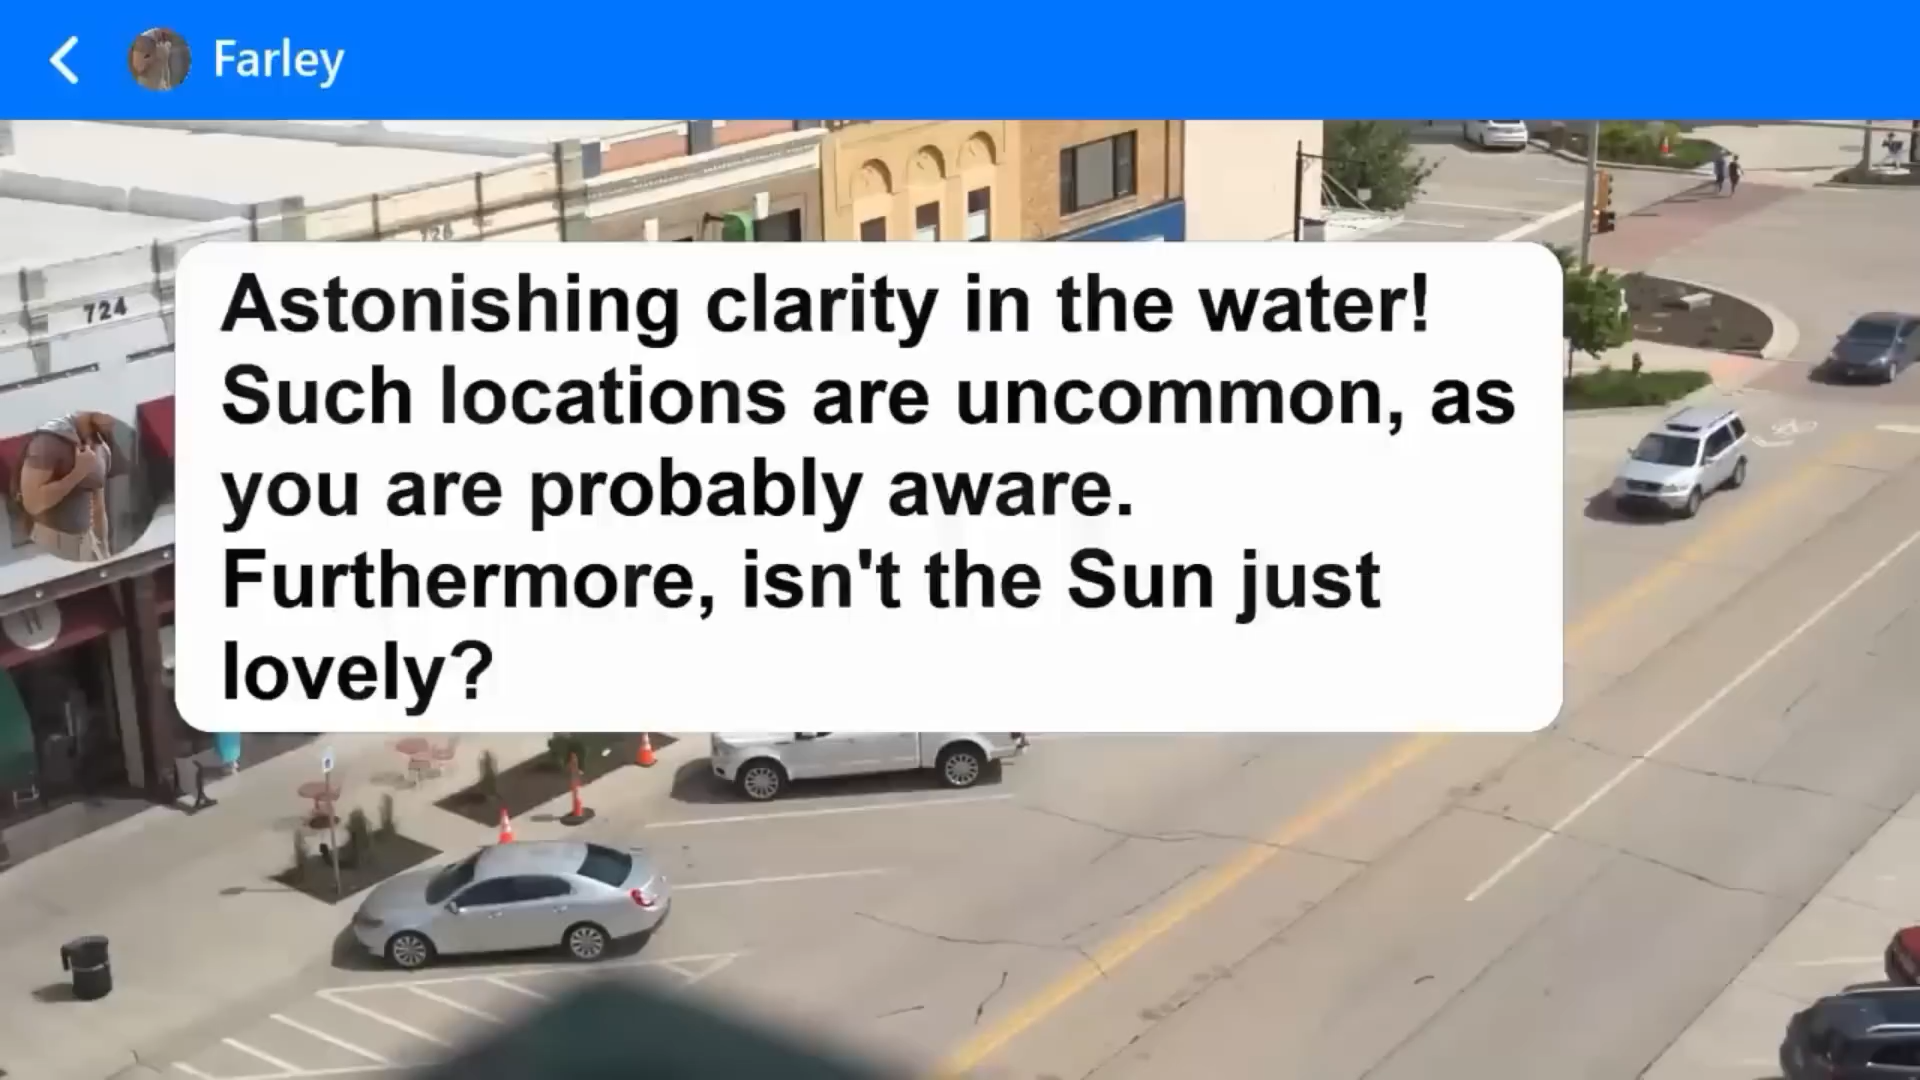 Farley
724
Astonishing clarity in the water!
Such locations are uncommon, as
you are probably aware.
Furthermore, isn't the Sun just
lovely?